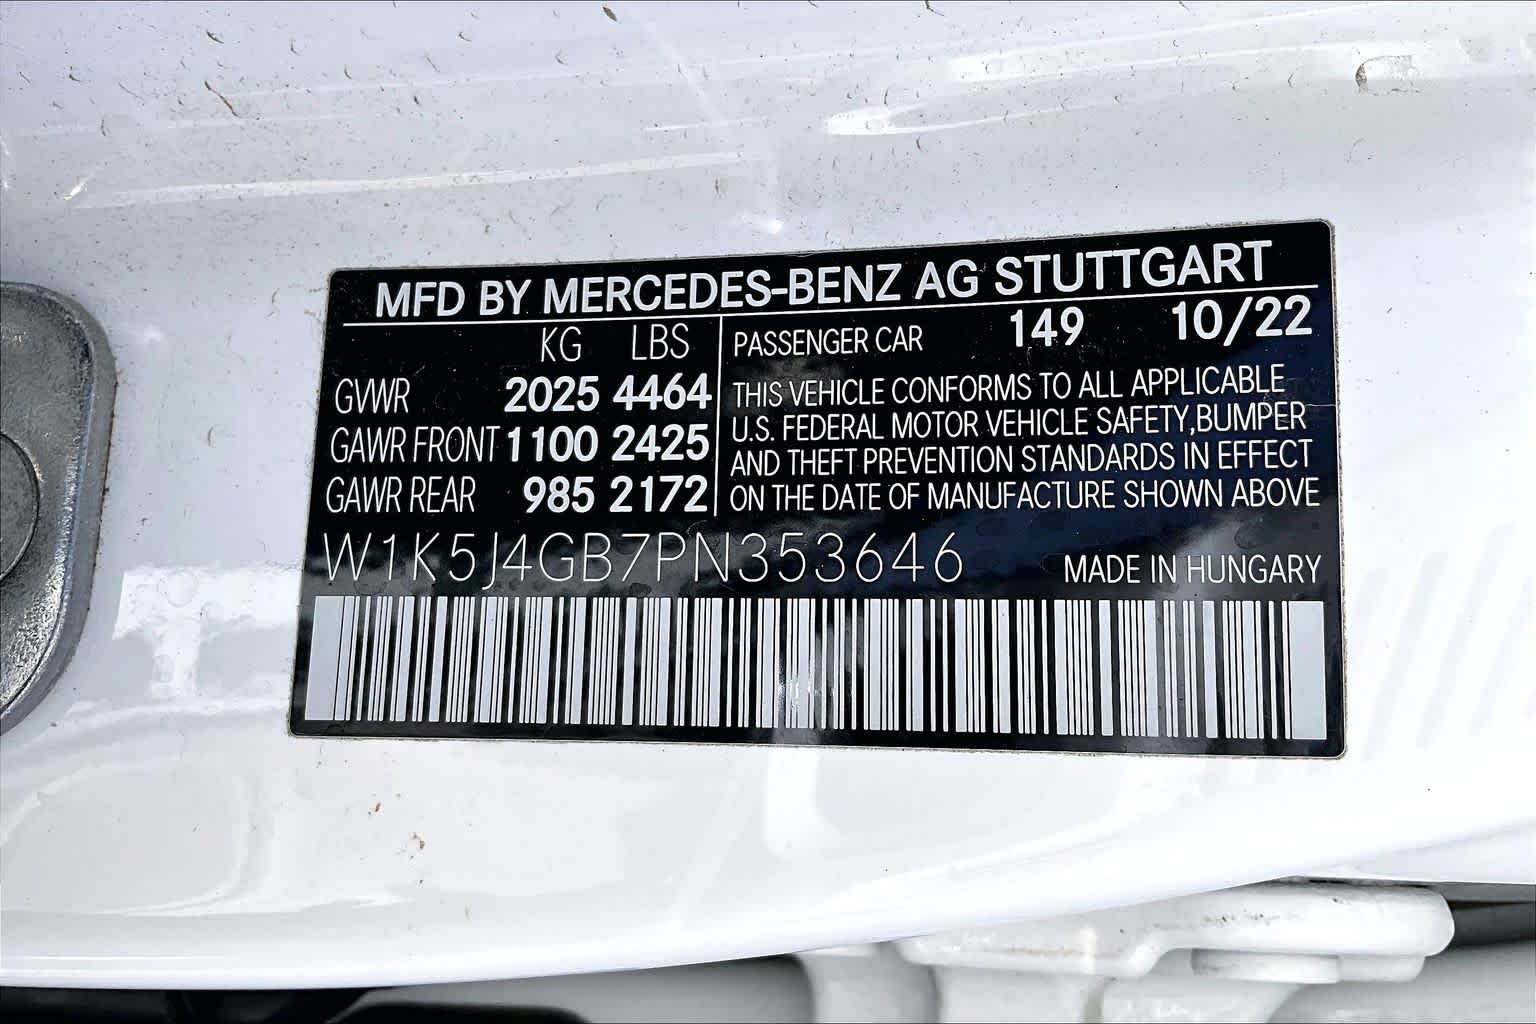 MFD BY MERCEDES-BENZ AG STUTTGART
KG LBS
GVWR 2025 4464
GAWR FRONT 1100 2425
GAWR REAR 985 2172
PASSENGER CAR 149 10/22
THIS VEHICLE CONFORMS TO ALL APPLICABLE
U.S. FEDERAL MOTOR VEHICLE SAFETY,BUMPER
AND THEFT PREVENTION STANDARDS IN EFFECT
ON THE DATE OF MANUFACTURE SHOWN ABOVE
W1K5J4GB7PN353646
MADE IN HUNGARY